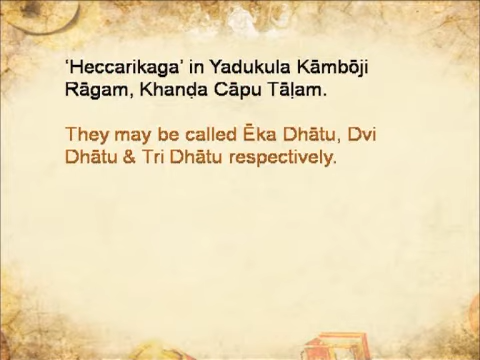 ‘Heccarikaga’ in Yadukula Kāmbōji
Rāgam, Khaṇḍa Cāpu Tāḷam.
They may be called Ēka Dhātu, Dvi
Dhātu & Tri Dhātu respectively.